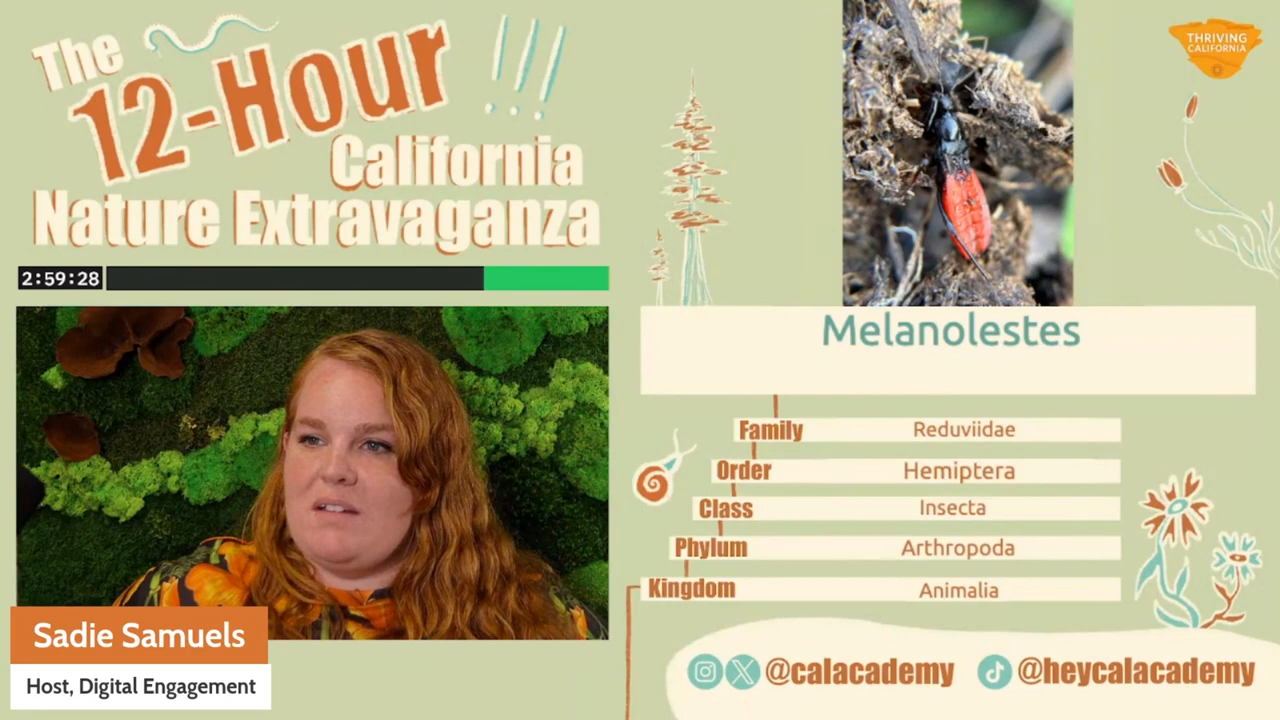 The
12-Hour
!!!
California
Nature Extravaganza
THRIVING
CALIFORNIA
2:59:28
Melanolestes
Family Reduviidae
Order Hemiptera
Class Insecta
Phylum Arthropoda
Kingdom Animalia
Sadie Samuels
Host, Digital Engagement
@calacademy @heycalacademy